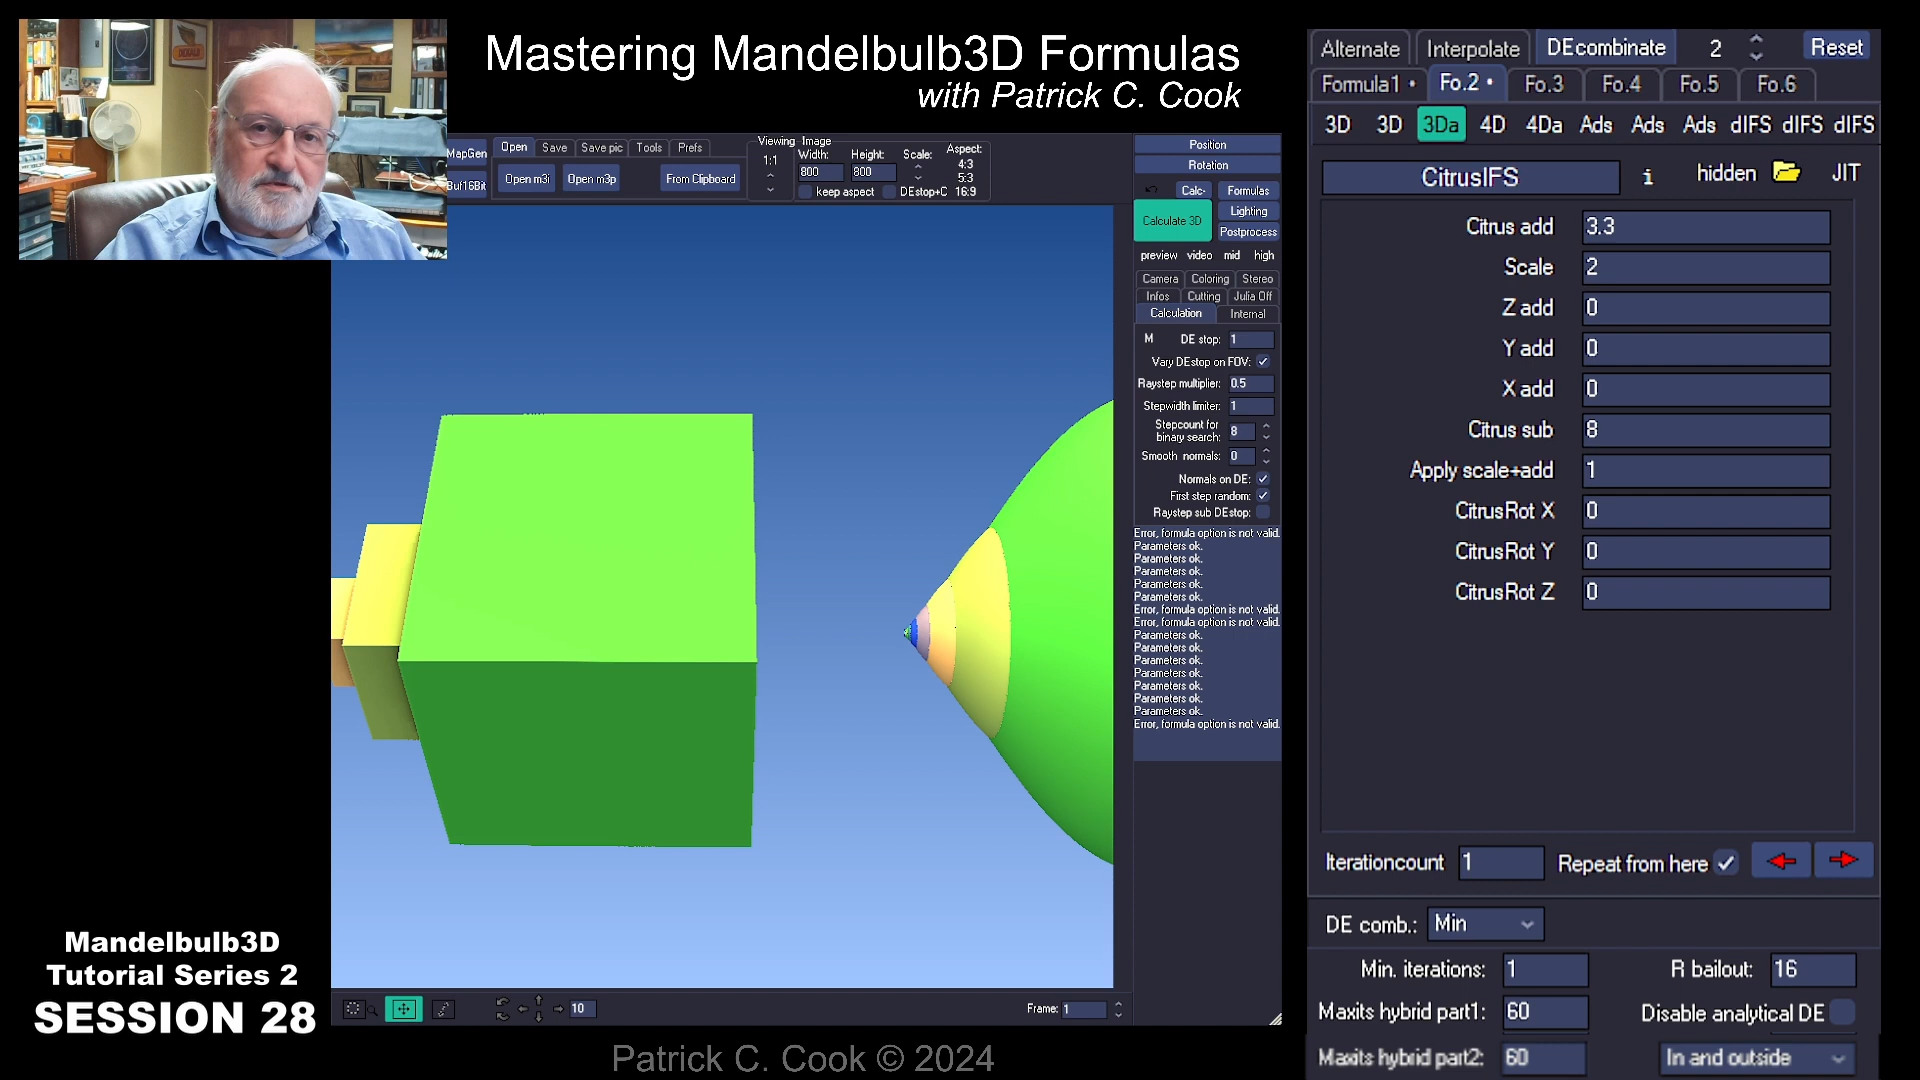 Mastering Mandelbulb3D Formulas
with Patrick C. Cook
MapGen
Buf16Bit
Open Save Save pic Tools Prefs
Open m3i Open m3p From Clipboard
Viewing Image
1:1
Width: Height: Scale: Aspect:
800 800
4:3
5:3
16:9
keep aspect DEstop+C
Position
Rotation
Calc- Formulas
Calculate 3D
Lighting
Postprocess
preview video mid high
Camera Coloring Stereo
Infos Cutting Julia Off
Calculation Internal
M DE stop: 1
Vary DEstop on FOV:
Raystep multiplier: 0.5
Stepwidth limiter: 1
Stepcount for
binary search: 8
Smooth normals: 0
Normals on DE:
First step random:
Raystep sub DEstop:
Error, formula option is not valid.
Parameters ok.
Parameters ok.
Parameters ok.
Parameters ok.
Parameters ok.
Error, formula option is not valid.
Error, formula option is not valid.
Parameters ok.
Parameters ok.
Parameters ok.
Parameters ok.
Parameters ok.
Parameters ok.
Parameters ok.
Error, formula option is not valid.
10
Frame: 1
Alternate Interpolate DEcombinate 2 Reset
Formula1 • Fo.2 • Fo.3 Fo.4 Fo.5 Fo.6
3D 3D 3Da 4D 4Da Ads Ads Ads dIFS dIFS dIFS
CitrusIFS i hidden JIT
Citrus add 3.3
Scale 2
Z add 0
Y add 0
X add 0
Citrus sub 8
Apply scale+add 1
CitrusRot X 0
CitrusRot Y 0
CitrusRot Z 0
Iterationcount 1 Repeat from here
DE comb.: Min
Min. iterations: 1 R bailout: 16
Maxits hybrid part1: 60 Disable analytical DE
Maxits hybrid part2: 60 In and outside
Mandelbulb3D
Tutorial Series 2
SESSION 28
Patrick C. Cook © 2024